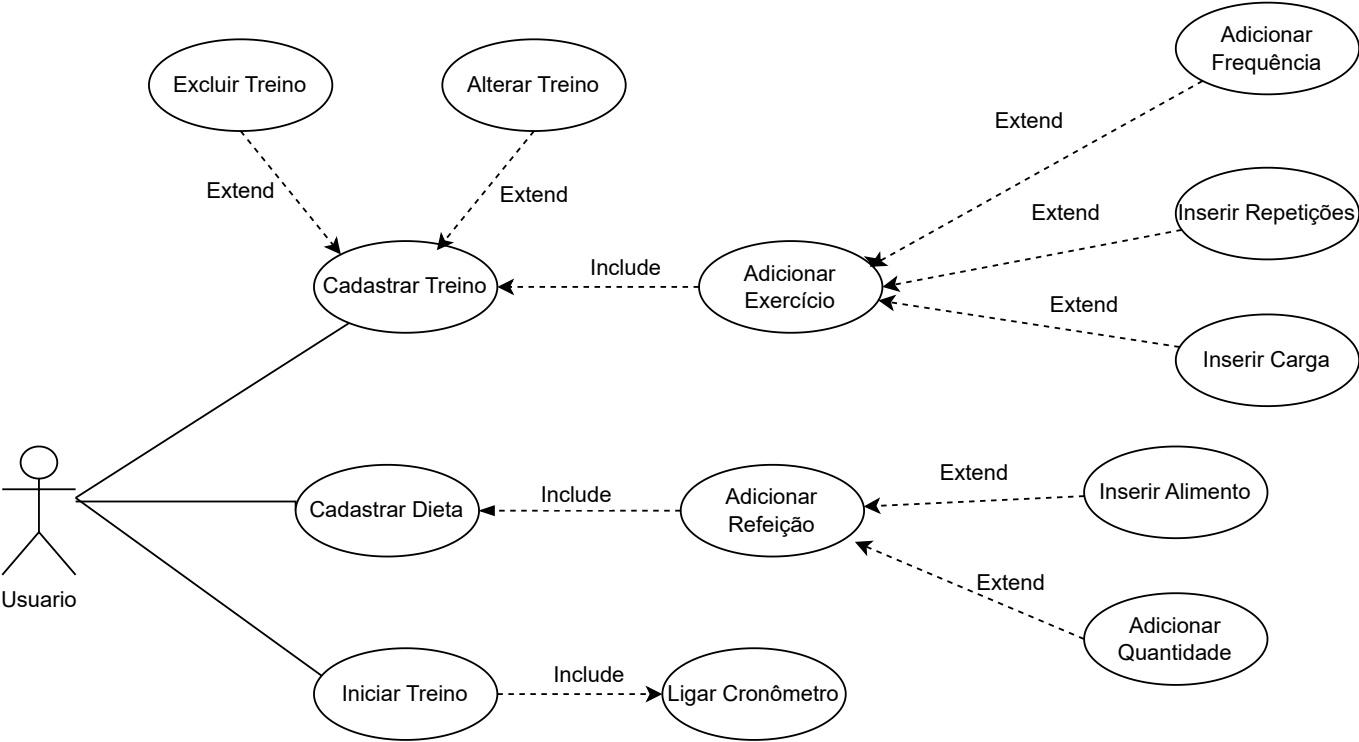 Adicionar
Frequência
Excluir Treino
Alterar Treino
Extend
Extend
Extend
Extend
Inserir Repetições
Include
Adicionar
Exercício
Cadastrar Treino
Extend
Inserir Carga
Extend
Inserir Alimento
Include
Adicionar
Refeição
Cadastrar Dieta
Extend
Usuario
Adicionar
Quantidade
Include
Iniciar Treino
Ligar Cronômetro